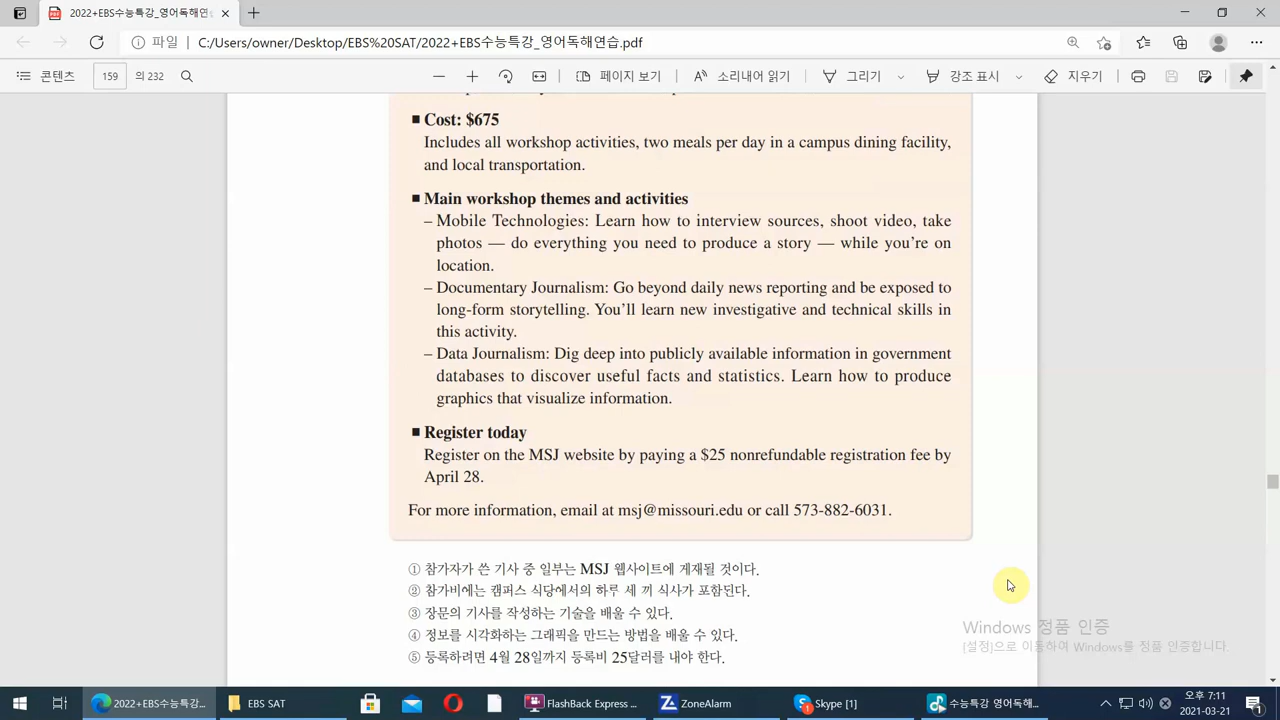 2022+EBS수능특강_영어독해연습
파일 C:/Users/owner/Desktop/EBS%20SAT/2022+EBS수능특강_영어독해연습.pdf
콘텐츠 159 의 232 페이지 보기 소리내어 읽기 그리기 강조 표시 지우기
■ Cost: $675
Includes all workshop activities, two meals per day in a campus dining facility,
and local transportation.
■ Main workshop themes and activities
– Mobile Technologies: Learn how to interview sources, shoot video, take
photos — do everything you need to produce a story — while you’re on
location.
– Documentary Journalism: Go beyond daily news reporting and be exposed to
long-form storytelling. You’ll learn new investigative and technical skills in
this activity.
– Data Journalism: Dig deep into publicly available information in government
databases to discover useful facts and statistics. Learn how to produce
graphics that visualize information.
■ Register today
Register on the MSJ website by paying a $25 nonrefundable registration fee by
April 28.
For more information, email at msj@missouri.edu or call 573-882-6031.
① 참가자가 쓴 기사 중 일부는 MSJ 웹사이트에 게재될 것이다.
② 참가비에는 캠퍼스 식당에서의 하루 세 끼 식사가 포함된다.
③ 장문의 기사를 작성하는 기술을 배울 수 있다.
④ 정보를 시각화하는 그래픽을 만드는 방법을 배울 수 있다.
⑤ 등록하려면 4월 28일까지 등록비 25달러를 내야 한다.
Windows 정품 인증
[설정]으로 이동하여 Windows를 정품 인증합니다.
2022+EBS수능특강_... EBS SAT FlashBack Express ... ZoneAlarm Skype [1] 수능특강 영어독해... 오후 7:11
2021-03-21